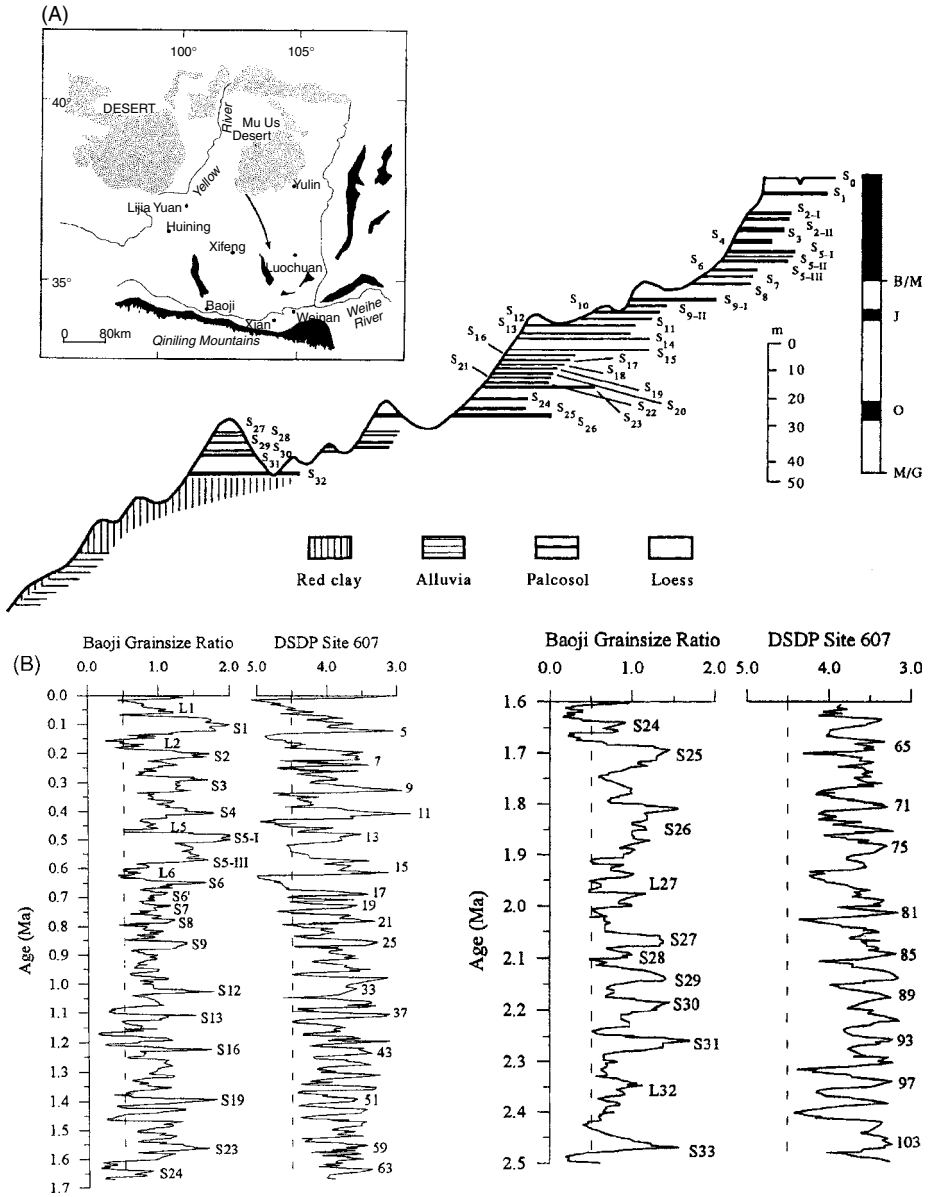 (A)
100° 105°
40°
DESERT
River
Mu Us
Desert
Yellow
Yulin
Lijia Yuan
Huining
Xifeng
Luochuan
35°
Baoji
Xian
Weinan
Weihe
River
0 80km
Qiniling Mountains
S0
S1
S2-I
S2-II
S3
S4
S5-I
S5-II
S5-III
S6
S7
S8
B/M
S9-I
S9-II
S10
J
S11
S12
S13
S14
S15
S16
S17
S18
S19
S20
S21
S22
S23
O
S24
S25
S26
M/G
m
0
10
20
30
40
50
S27 S28
S29 S30
S31
S32
Red clay Alluvia Palcosol Loess
(B)
Baoji Grainsize Ratio DSDP Site 607
0.0 1.0 2.0 5.0 4.0 3.0
Age (Ma)
0.0
0.1
0.2
0.3
0.4
0.5
0.6
0.7
0.8
0.9
1.0
1.1
1.2
1.3
1.4
1.5
1.6
1.7
L1
S1
L2
S2
S3
S4
L5
S5-I
S5-III
L6
S6
S6'
S7
S8
S9
S12
S13
S16
S19
S23
S24
5
7
9
11
13
15
17
19
21
25
33
37
43
51
59
63
Baoji Grainsize Ratio DSDP Site 607
0.0 1.0 2.0 5.0 4.0 3.0
Age (Ma)
1.6
1.7
1.8
1.9
2.0
2.1
2.2
2.3
2.4
2.5
S24
S25
S26
L27
S27
S28
S29
S30
S31
L32
S33
65
71
75
81
85
89
93
97
103